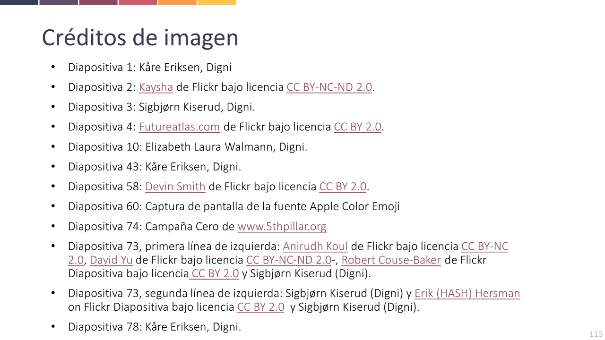 Créditos de imagen
• Diapositiva 1: Kåre Eriksen, Digni
• Diapositiva 2: Kaysha de Flickr bajo licencia CC BY-NC-ND 2.0.
• Diapositiva 3: Sigbjørn Kiserud, Digni.
• Diapositiva 4: Futureatlas.com de Flickr bajo licencia CC BY 2.0.
• Diapositiva 10: Elizabeth Laura Walmann, Digni.
• Diapositiva 43: Kåre Eriksen, Digni.
• Diapositiva 58: Devin Smith de Flickr bajo licencia CC BY 2.0.
• Diapositiva 60: Captura de pantalla de la fuente Apple Color Emoji
• Diapositiva 74: Campaña Cero de www.5thpillar.org
• Diapositiva 73, primera línea de izquierda: Anirudh Koul de Flickr bajo licencia CC BY-NC
2.0, David Yu de Flickr bajo licencia CC BY-NC-ND 2.0-, Robert Couse-Baker de Flickr
Diapositiva bajo licencia CC BY 2.0 y Sigbjørn Kiserud (Digni).
• Diapositiva 73, segunda línea de izquierda: Sigbjørn Kiserud (Digni) y Erik (HASH) Hersman
on Flickr Diapositiva bajo licencia CC BY 2.0 y Sigbjørn Kiserud (Digni).
• Diapositiva 78: Kåre Eriksen, Digni.
113